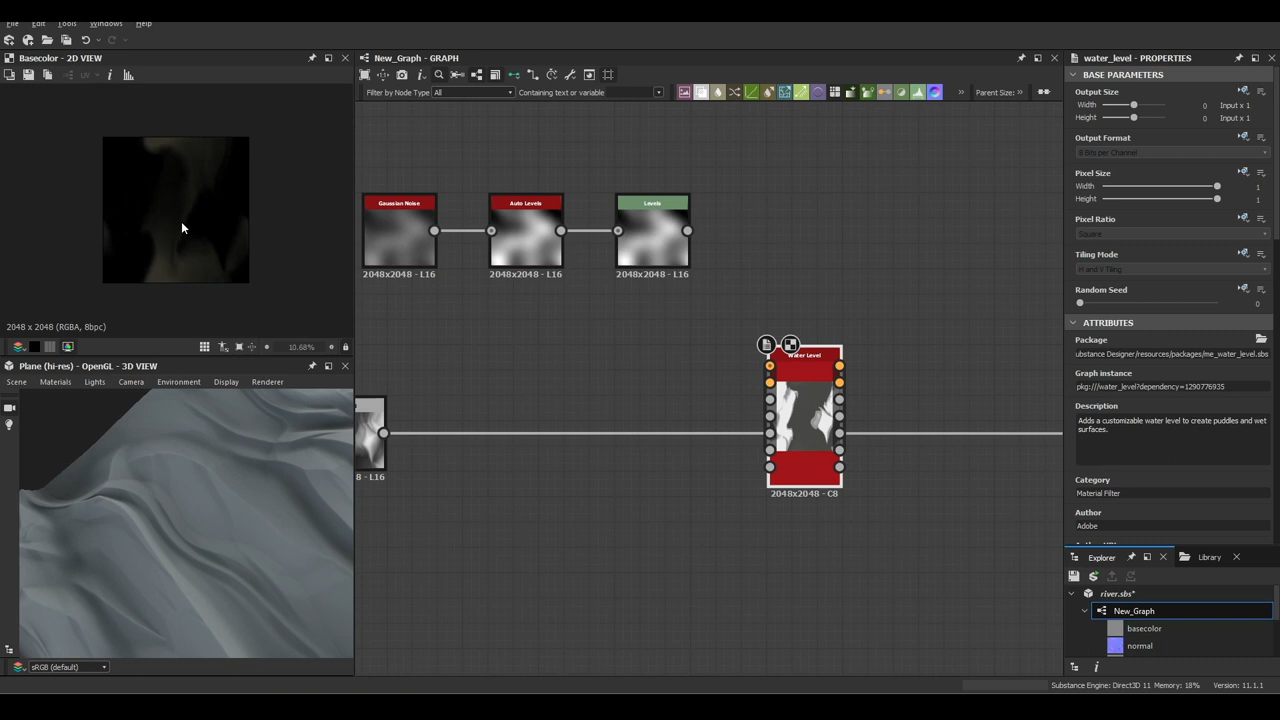 File Edit Tools Windows Help
Basecolor - 2D VIEW
UV
2048 x 2048 (RGBA, 8bpc)
10.68%
Plane (hi-res) - OpenGL - 3D VIEW
Scene Materials Lights Camera Environment Display Renderer
sRGB (default)
New_Graph - GRAPH
Filter by Node Type All Containing text or variable
Parent Size:
Gaussian Noise
2048x2048 - L16
Auto Levels
2048x2048 - L16
Levels
2048x2048 - L16
8 - L16
Water Level
2048x2048 - C8
water_level - PROPERTIES
BASE PARAMETERS
Output Size
Width 0 Input x 1
Height 0 Input x 1
Output Format
8 Bits per Channel
Pixel Size
Width 1
Height 1
Pixel Ratio
Square
Tiling Mode
H and V Tiling
Random Seed
0
ATTRIBUTES
Package
ubstance Designer/resources/packages/me_water_level.sbs
Graph instance
pkg:///water_level?dependency=1290776935
Description
Adds a customizable water level to create puddles and wet
surfaces.
Category
Material Filter
Author
Adobe
Explorer Library
river.sbs*
New_Graph
basecolor
normal
Substance Engine: Direct3D 11 Memory: 18% Version: 11.1.1